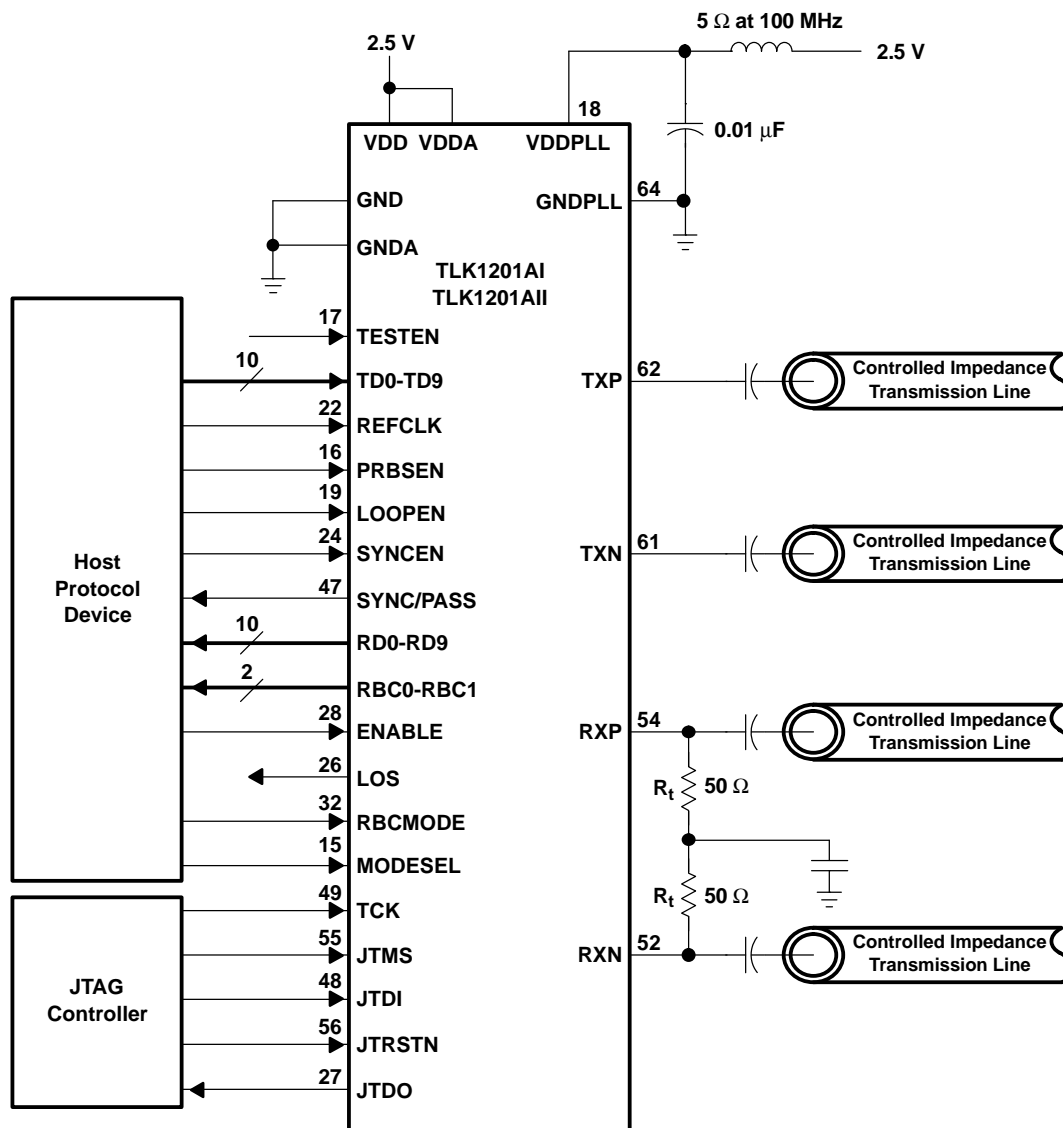 5 Ω at 100 MHz
2.5 V
2.5 V
18
0.01 μF
VDD VDDA
VDDPLL
GND
GNDPLL
64
GNDA
TLK1201AI
TLK1201AII
17
TESTEN
10
TD0-TD9
TXP
62
Controlled Impedance
Transmission Line
22
REFCLK
16
PRBSEN
19
LOOPEN
24
SYNCEN
TXN
61
Controlled Impedance
Transmission Line
Host
Protocol
Device
47
SYNC/PASS
10
RD0-RD9
2
RBC0-RBC1
28
ENABLE
RXP
54
Controlled Impedance
Transmission Line
26
LOS
Rt
50 Ω
32
RBCMODE
15
MODESEL
Rt
50 Ω
49
TCK
55
JTMS
RXN
52
Controlled Impedance
Transmission Line
48
JTDI
JTAG
Controller
56
JTRSTN
27
JTDO